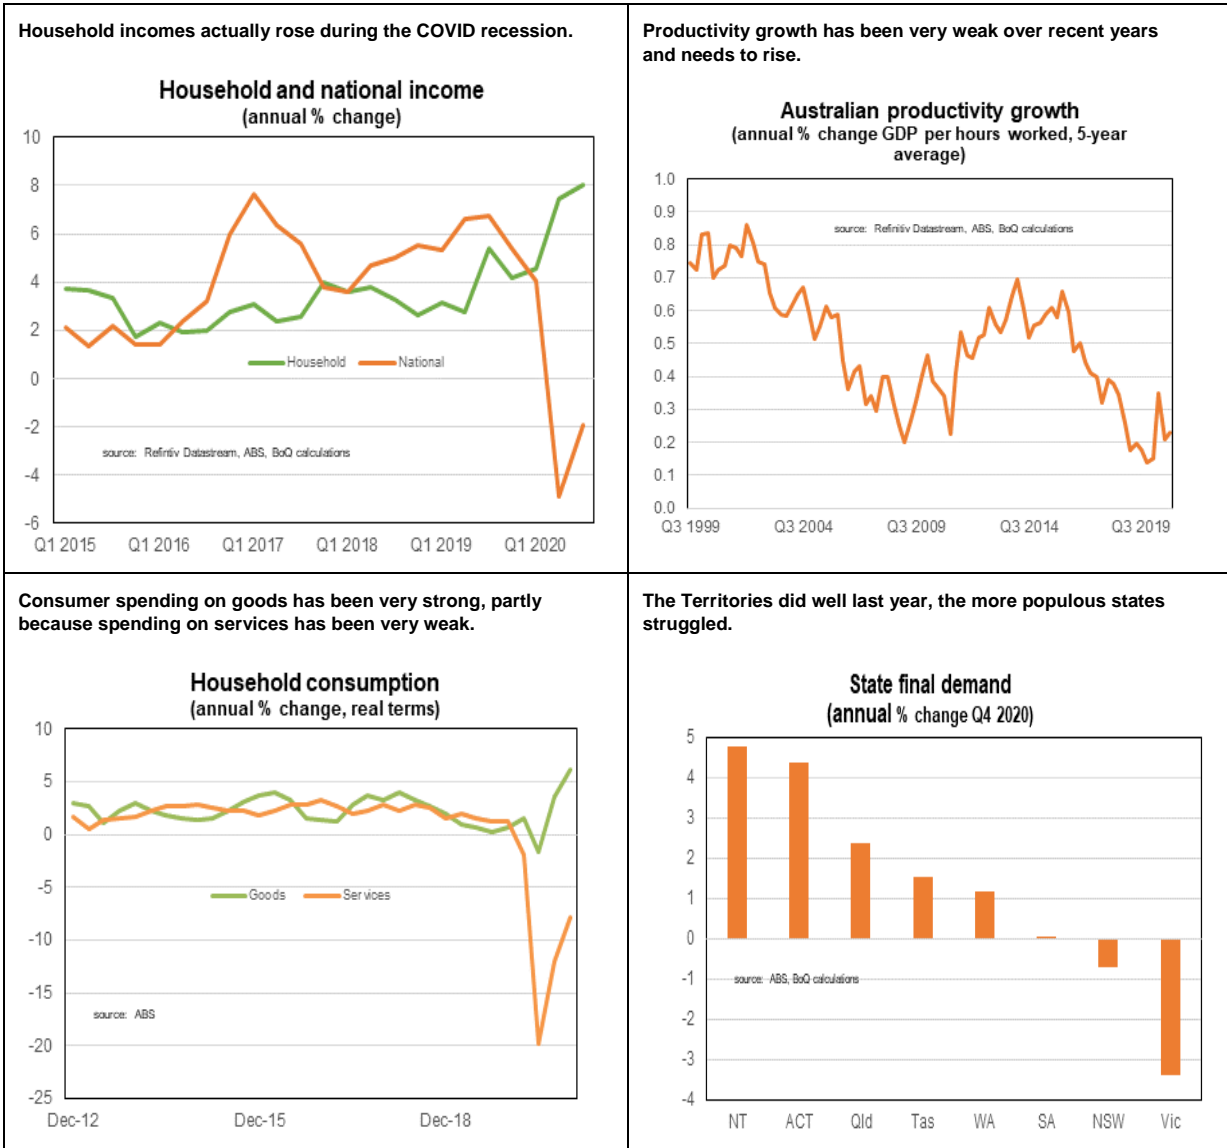 Household incomes actually rose during the COVID recession.
Household and national income
(annual % change)
10
8
6
4
2
0
-2
-4
-6
Household
National
source: Refinitiv Datastream, ABS, BoQ calculations
Q1 2015
Q1 2016
Q1 2017
Q1 2018
Q1 2019
Q1 2020
Productivity growth has been very weak over recent years
and needs to rise.
Australian productivity growth
(annual % change GDP per hours worked, 5-year
average)
1.0
0.9
0.8
0.7
0.6
0.5
0.4
0.3
0.2
0.1
0.0
source: Refinitiv Datastream, ABS, BoQ calculations
Q3 1999
Q3 2004
Q3 2009
Q3 2014
Q3 2019
Consumer spending on goods has been very strong, partly
because spending on services has been very weak.
Household consumption
(annual % change, real terms)
10
5
0
-5
-10
-15
-20
-25
Goods
Services
source: ABS
Dec-12
Dec-15
Dec-18
The Territories did well last year, the more populous states
struggled.
State final demand
(annual % change Q4 2020)
5
4
3
2
1
0
-1
-2
-3
-4
source: ABS, BoQ calculations
NT
ACT
Qld
Tas
WA
SA
NSW
Vic